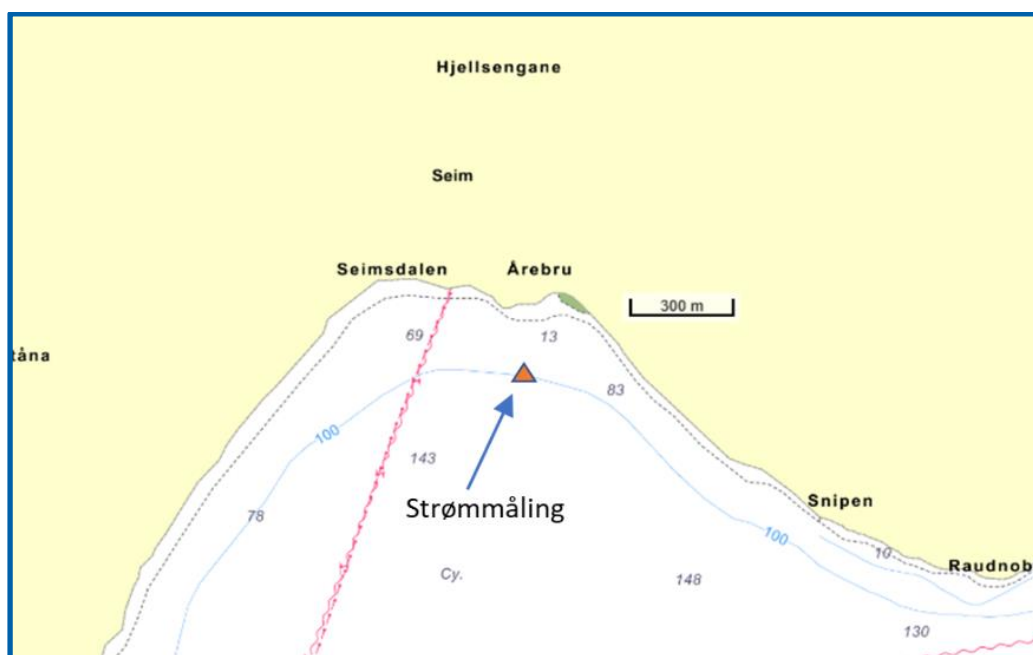 Hjellsengane
Seim
Seimsdalen
Årebru
300 m
69
13
tåna
83
100
143
78
Strømmåling
Snipen
100
10
Raudnob
Cy.
148
130